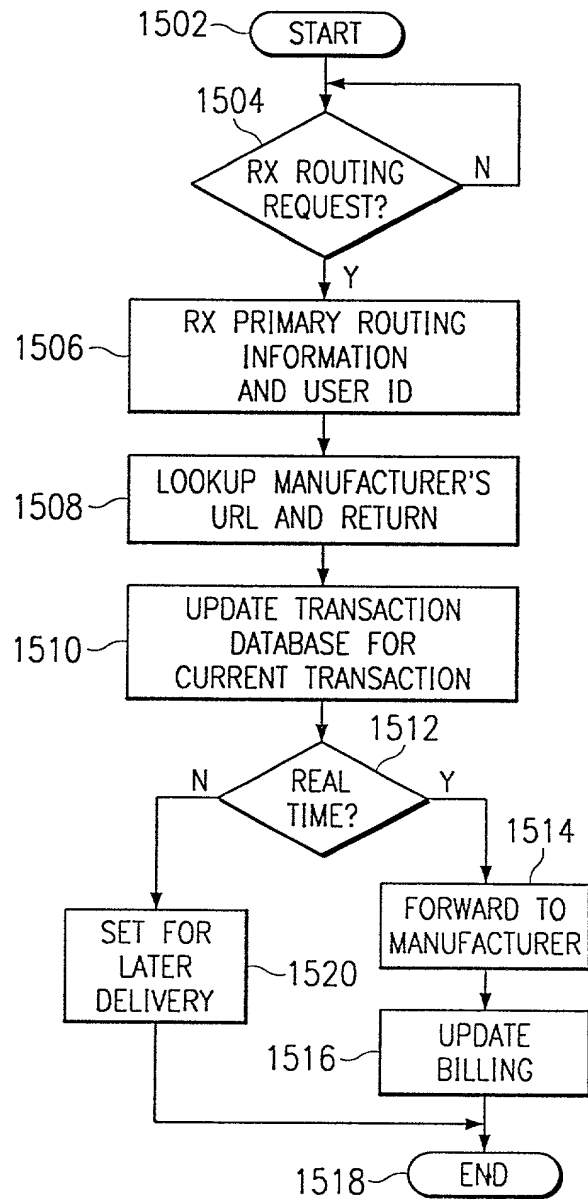 1502
START
1504
RX ROUTING
REQUEST?
N
Y
1506
RX PRIMARY ROUTING
INFORMATION
AND USER ID
1508
LOOKUP MANUFACTURER'S
URL AND RETURN
1510
UPDATE TRANSACTION
DATABASE FOR
CURRENT TRANSACTION
1512
N
REAL
TIME?
Y
1514
FORWARD TO
MANUFACTURER
SET FOR
LATER
DELIVERY
1520
1516
UPDATE
BILLING
1518
END